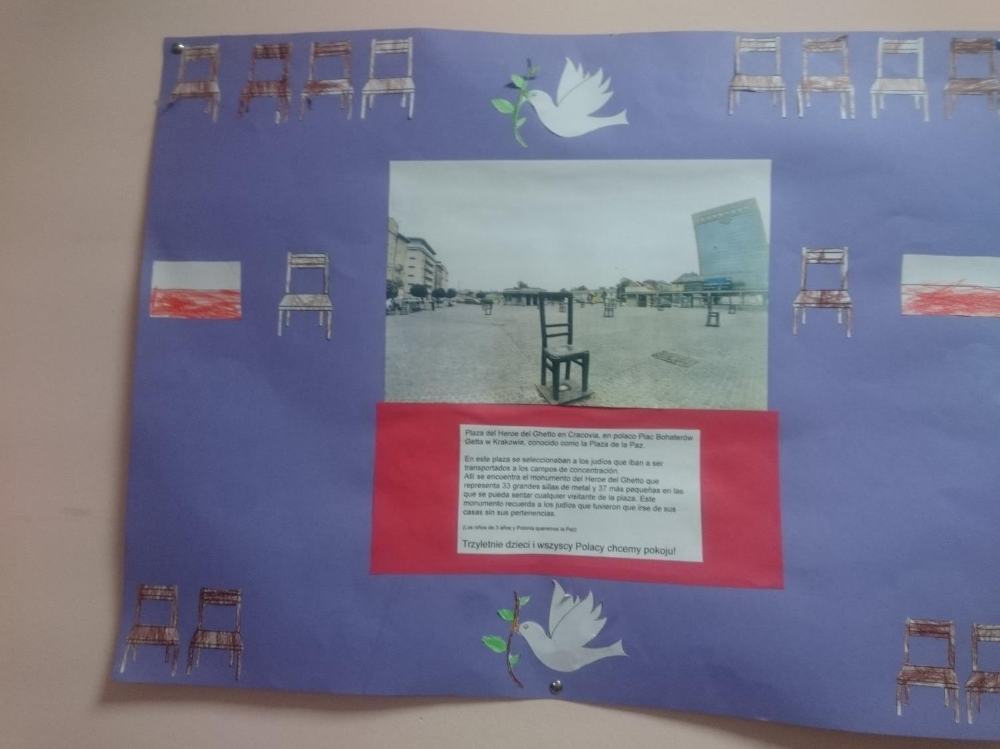 Plaza del Heroe del Ghetto en Cracovia, en polaco Plac Bohaterów
Getta w Krakowie, conocido como la Plaza de la Paz.
En este plaza se seleccionaban a los judíos que iban a ser
transportados a los campos de concentración.
Allí se encuentra el monumento del Heroe del Ghetto que
representa 33 grandes sillas de metal y 37 más pequeñas en las
que se pueda sentar cualquier visitante de la plaza. Este
monumento recuerda a los judíos que tuvieron que irse de sus
casas sin sus pertenencias.
(Los niños de 3 años y Polonia queremos la Paz)
Trzyletnie dzieci i wszyscy Polacy chcemy pokoju!